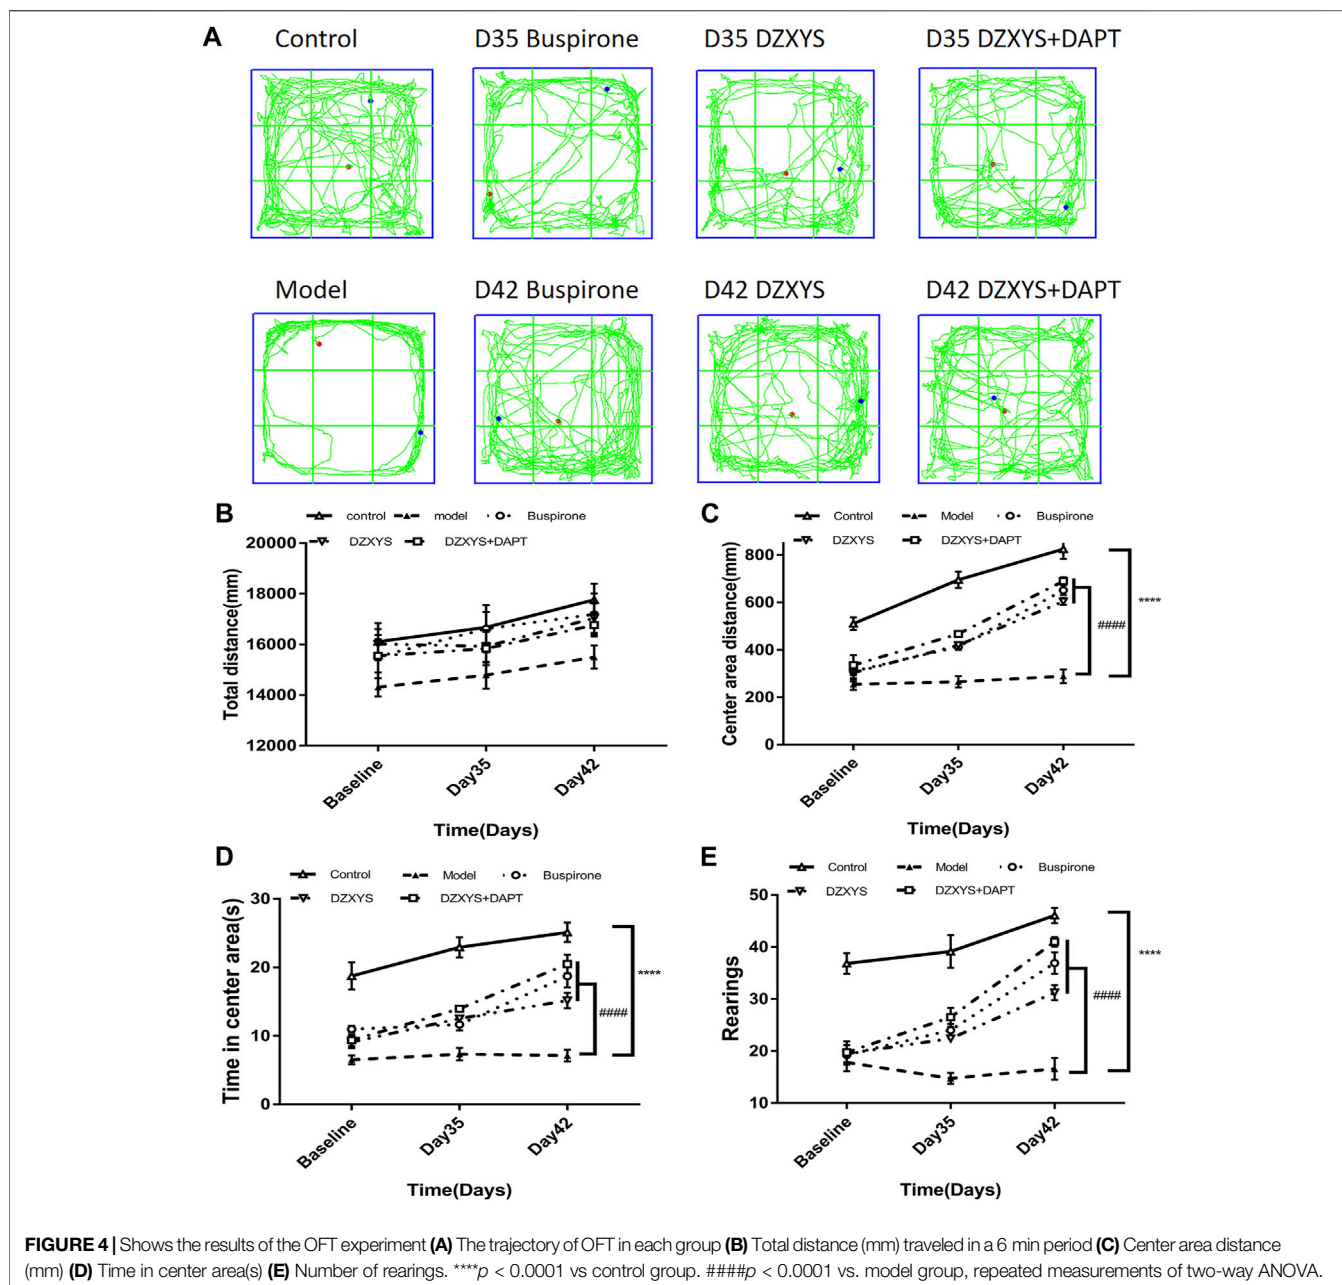 A
Control
D35 Buspirone
D35 DZXYS
D35 DZXYS+DAPT
Model
D42 Buspirone
D42 DZXYS
D42 DZXYS+DAPT
B
control model Buspirone
DZXYS DZXYS+DAPT
Total distance(mm)
20000
18000
16000
14000
12000
Baseline
Day35
Day42
Time(Days)
C
Control Model Buspirone
DZXYS DZXYS+DAPT
Center area distance(mm)
800
600
400
200
0
####
****
Baseline
Day35
Day42
Time(Days)
D
Control Model Buspirone
DZXYS DZXYS+DAPT
Time in center area(s)
30
20
10
0
####
****
Baseline
Day35
Day42
Time(Days)
E
Control Model Buspirone
DZXYS DZXYS+DAPT
Rearings
50
40
30
20
10
####
****
Baseline
Day35
Day42
Time(Days)
FIGURE 4 | Shows the results of the OFT experiment (A) The trajectory of OFT in each group (B) Total distance (mm) traveled in a 6 min period (C) Center area distance
(mm) (D) Time in center area(s) (E) Number of rearings. ****p < 0.0001 vs control group. ####p < 0.0001 vs. model group, repeated measurements of two-way ANOVA.